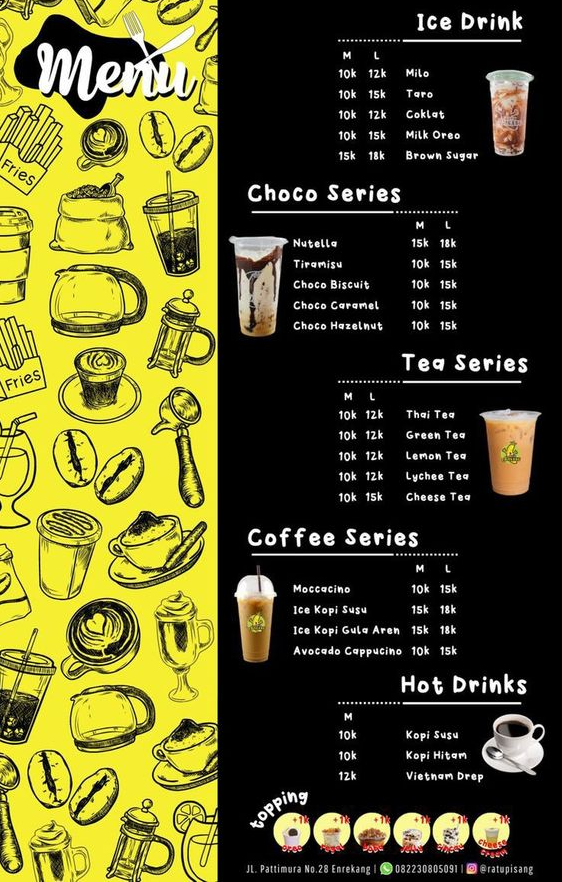 Menu
Fries
Fries
Ice Drink
M L
10k 12k Milo
10k 15k Taro
10k 12k Coklat
10k 15k Milk Oreo
15k 18k Brown Sugar
Choco Series
M L
Nutella 15k 18k
Tiramisu 10k 15k
Choco Biscuit 10k 15k
Choco Caramel 10k 15k
Choco Hazelnut 10k 15k
Tea Series
M L
10k 12k Thai Tea
10k 12k Green Tea
10k 12k Lemon Tea
10k 12k Lychee Tea
10k 15k Cheese Tea
Coffee Series
M L
Moccacino 10k 15k
Ice Kopi Susu 15k 18k
Ice Kopi Gula Aren 15k 18k
Avocado Cappucino 10k 15k
Hot Drinks
M
10k Kopi Susu
10k Kopi Hitam
12k Vietnam Drep
topping
+1k +1k +1k +1k +1k +1k
cheese
cream
JL. Pattimura No.28 Enrekang | 082230805091 | @ratupisang